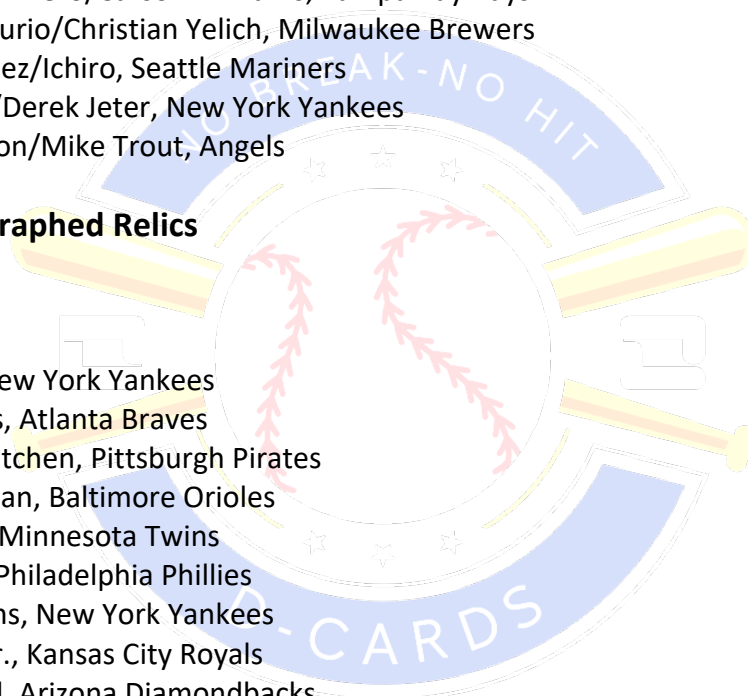 urio/Christian Yelich, Milwaukee Brewers
ez/Ichiro, Seattle Mariners
/Derek Jeter, New York Yankees
on/Mike Trout, Angels
raphed Relics
ew York Yankees
s, Atlanta Braves
tchen, Pittsburgh Pirates
an, Baltimore Orioles
Minnesota Twins
Philadelphia Phillies
ns, New York Yankees
r., Kansas City Royals
l, Arizona Diamondbacks
NO BREAK-NO HIT
D-CARDS